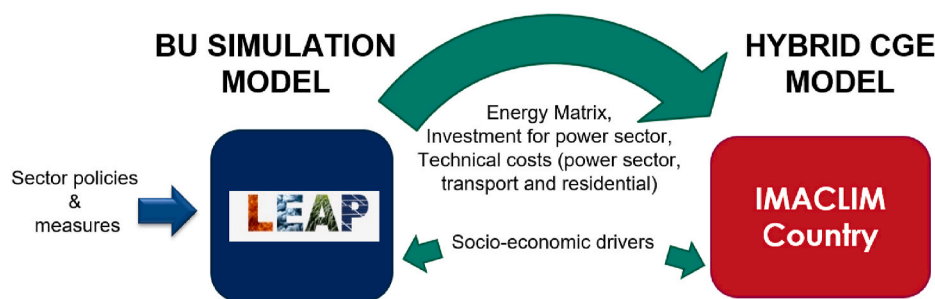 BU SIMULATION
MODEL
HYBRID CGE
MODEL
Energy Matrix,
Investment for power sector,
Technical costs (power sector,
transport and residential)
Sector policies
&
measures
LEAP
IMACLIM
Country
Socio-economic drivers